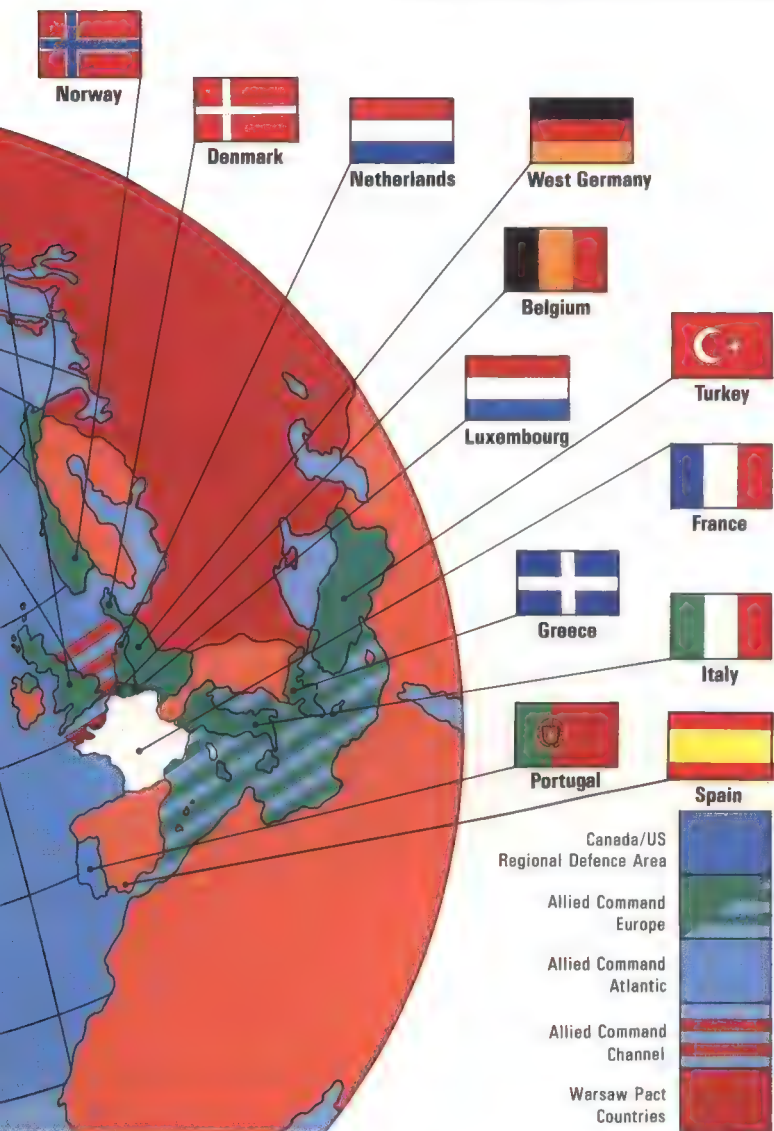 Norway
Denmark
Netherlands
West Germany
Belgium
Turkey
Luxembourg
France
Greece
Italy
Portugal
Spain
Canada/US
Regional Defence Area
Allied Command
Europe
Allied Command
Atlantic
Allied Command
Channel
Warsaw Pact
Countries